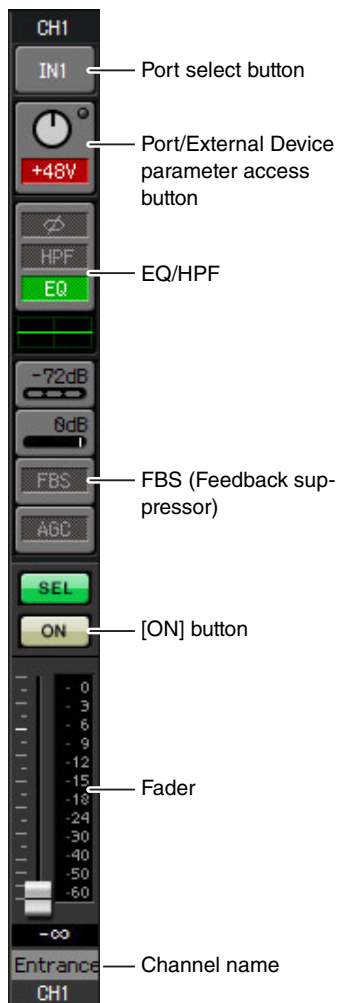 CH1
IN1
Port select button
+48V
Port/External Device
parameter access
button
Ø
HPF
EQ
EQ/HPF
-72dB
0dB
FBS
FBS (Feedback sup-
pressor)
AGC
SEL
ON
[ON] button
- 0
- 3
- 6
- 9
-12
-15
-18
-24
-30
-40
-50
-60
Fader
-∞
Entrance
Channel name
CH1